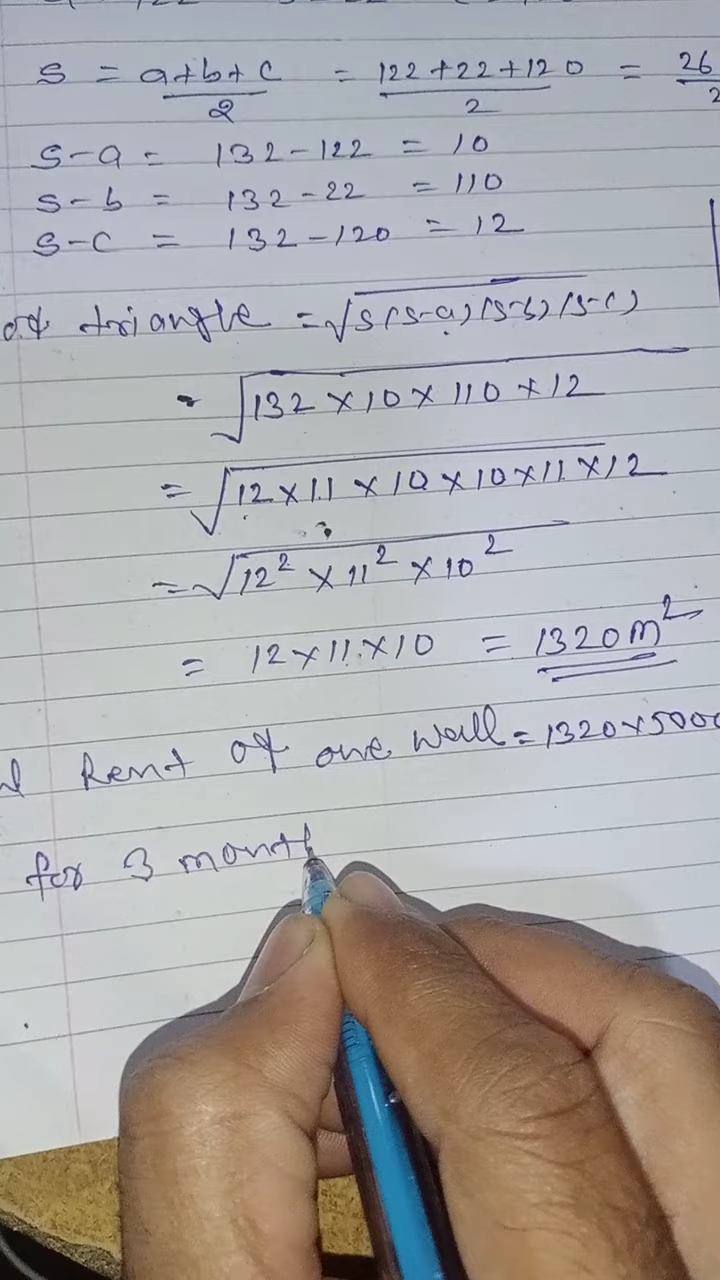 s = a+b+c/2 = 122+22+120/2 = 26/2
s-a = 132-122 = 10
s-b = 132-22 = 110
s-c = 132-120 = 12
of triangle = √s(s-a)(s-b)(s-c)
= √132×10×110×12
= √12×11×10×10×11×12
= √12²×11²×10²
= 12×11×10 = 1320m²
Rent of one wall = 1320×500
for 3 month